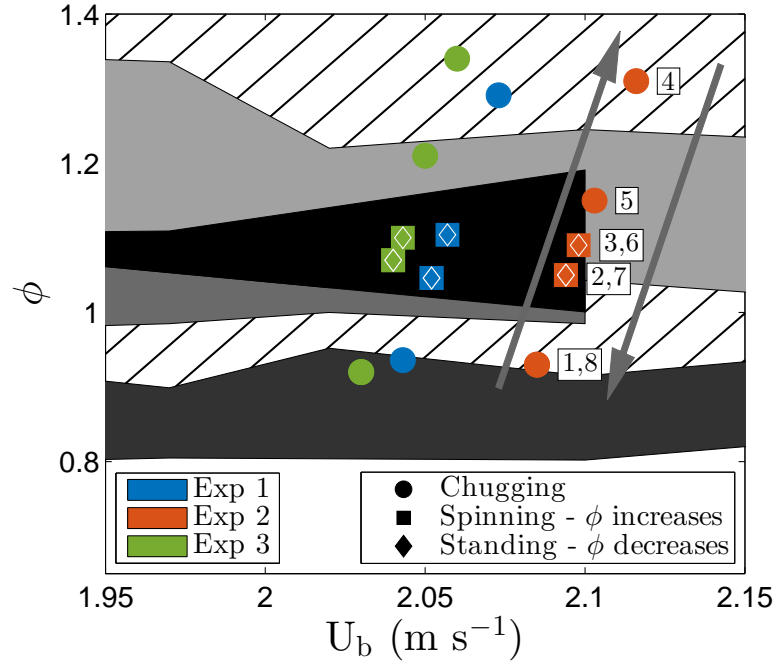 1.4
4
1.2
5
3,6
2,7
1
1,8
0.8
ϕ
Exp 1
Exp 2
Exp 3
Chugging
Spinning - ϕ increases
Standing - ϕ decreases
1.95
2
2.05
2.1
2.15
U_b (m s⁻¹)